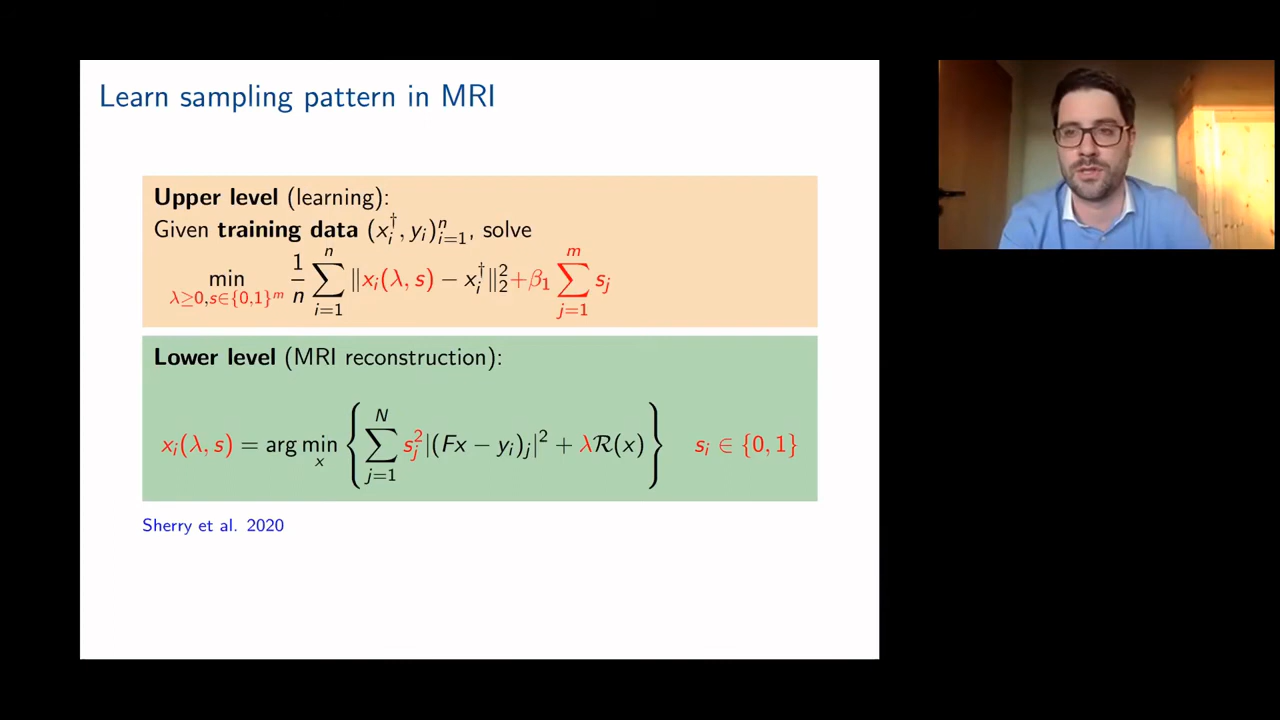 Learn sampling pattern in MRI
Upper level (learning):
Given training data (x_i^†, y_i)_{i=1}^n, solve
min_{λ≥0,s∈{0,1}^m} 1/n ∑_{i=1}^n ‖x_i(λ, s) − x_i^†‖_2^2+β_1 ∑_{j=1}^m s_j
Lower level (MRI reconstruction):
x_i(λ, s) = arg min_x { ∑_{j=1}^N s_j^2|(Fx − y_i)_j|^2 + λR(x) } s_i ∈ {0, 1}
Sherry et al. 2020